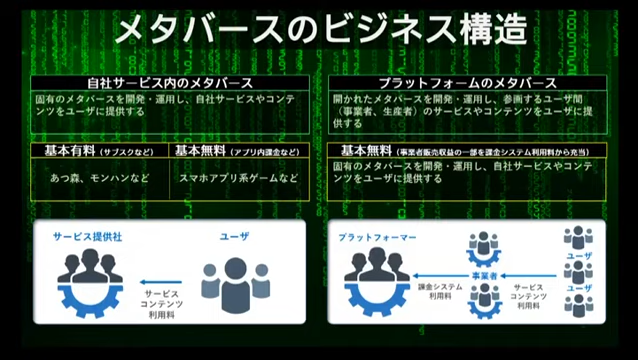 メタバースのビジネス構造
自社サービス内のメタバース
固有のメタバースを開発・運用し、自社サービスやコンテ
ンツをユーザに提供する
基本有料（サブスクなど）
基本無料（アプリ内課金など）
あつ森、モンハンなど
スマホアプリ系ゲームなど
サービス提供社
ユーザ
サービス
コンテンツ
利用料
プラットフォームのメタバース
開かれたメタバースを開発・運用し、参画するユーザ間
（事業者、生産者）のサービスやコンテンツをユーザに提
供する
基本無料（事業者販売収益の一部を課金システム利用料から充当）
固有のメタバースを開発・運用し、自社サービスやコンテ
ンツをユーザに提供する
プラットフォーマー
課金システム
利用料
事業者
サービス
コンテンツ
利用料
ユーザ
ユーザ
ユーザ